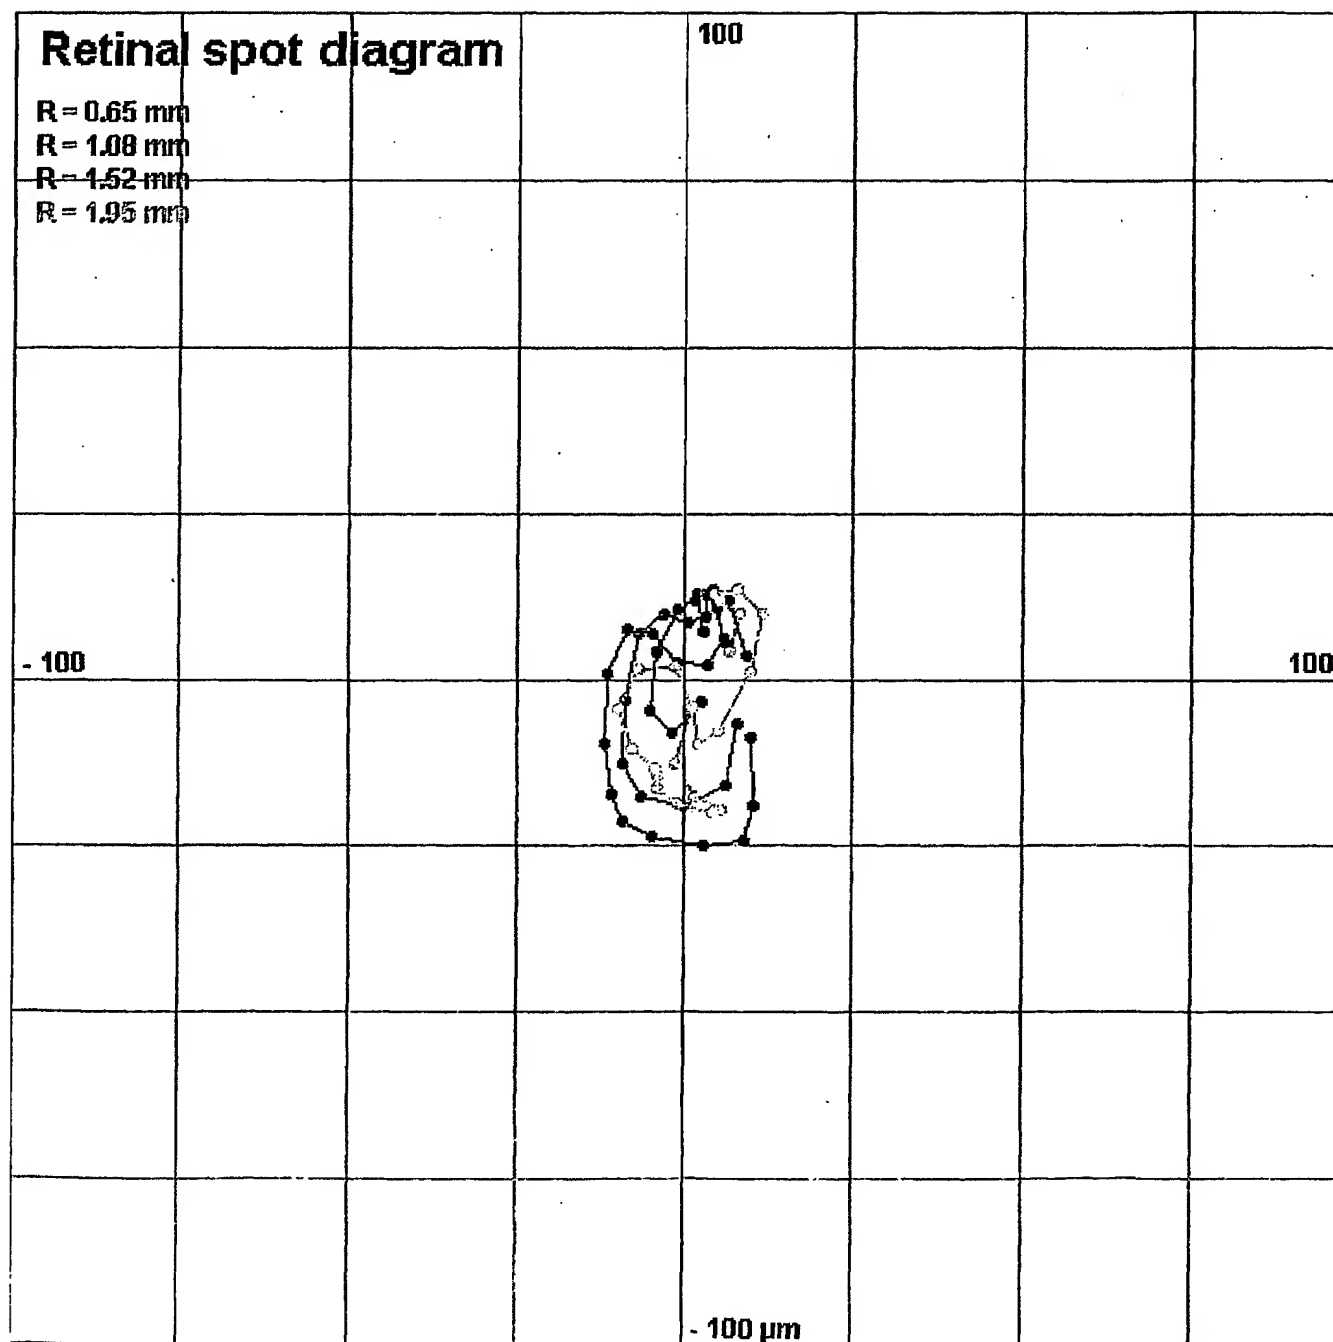 Retinal spot diagram
100
R = 0.65 mm
R = 1.08 mm
R = 1.52 mm
R = 1.95 mm
- 100
100
- 100 µm